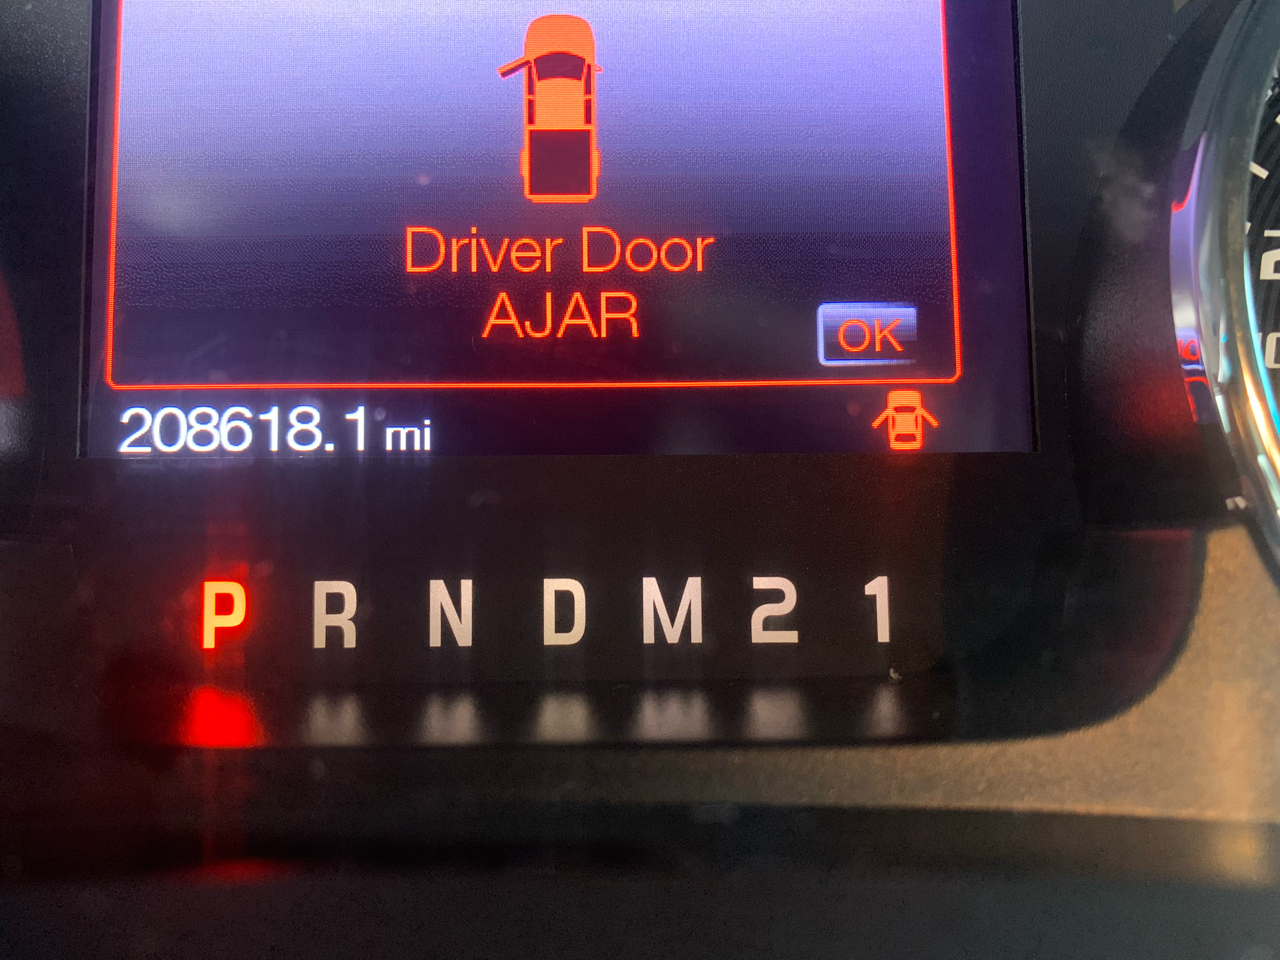 Driver Door
AJAR
OK
208618.1 mi
P R N D M 2 1